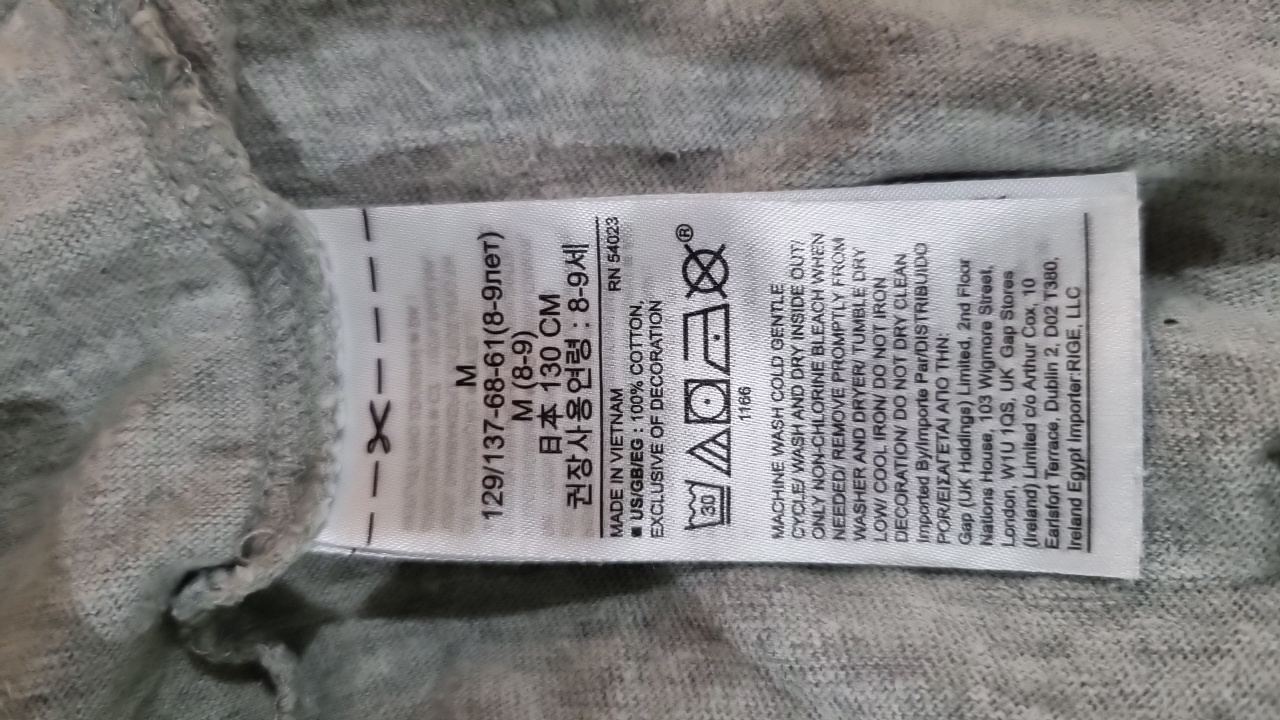 M
129/137-68-61(8-9лет)
M (8-9)
日本 130 CM
권장사용연령 : 8-9세
MADE IN VIETNAM RN 54023
■ US/GB/EG : 100% COTTON,
EXCLUSIVE OF DECORATION
30 ®
1166
MACHINE WASH COLD GENTLE
CYCLE/ WASH AND DRY INSIDE OUT/
ONLY NON-CHLORINE BLEACH WHEN
NEEDED/ REMOVE PROMPTLY FROM
WASHER AND DRYER/ TUMBLE DRY
LOW/ COOL IRON/ DO NOT IRON
DECORATION/ DO NOT DRY CLEAN
Imported By/Importe Par/DISTRIBUIDO
POR/ΕΙΣΑΓΕΤΑΙ ΑΠΟ ΤΗΝ:
Gap (UK Holdings) Limited, 2nd Floor
Nations House, 103 Wigmore Street,
London, W1U 1QS, UK Gap Stores
(Ireland) Limited c/o Arthur Cox, 10
Earlsfort Terrace, Dublin 2, D02 T380,
Ireland Egypt Importer:RIGE, LLC